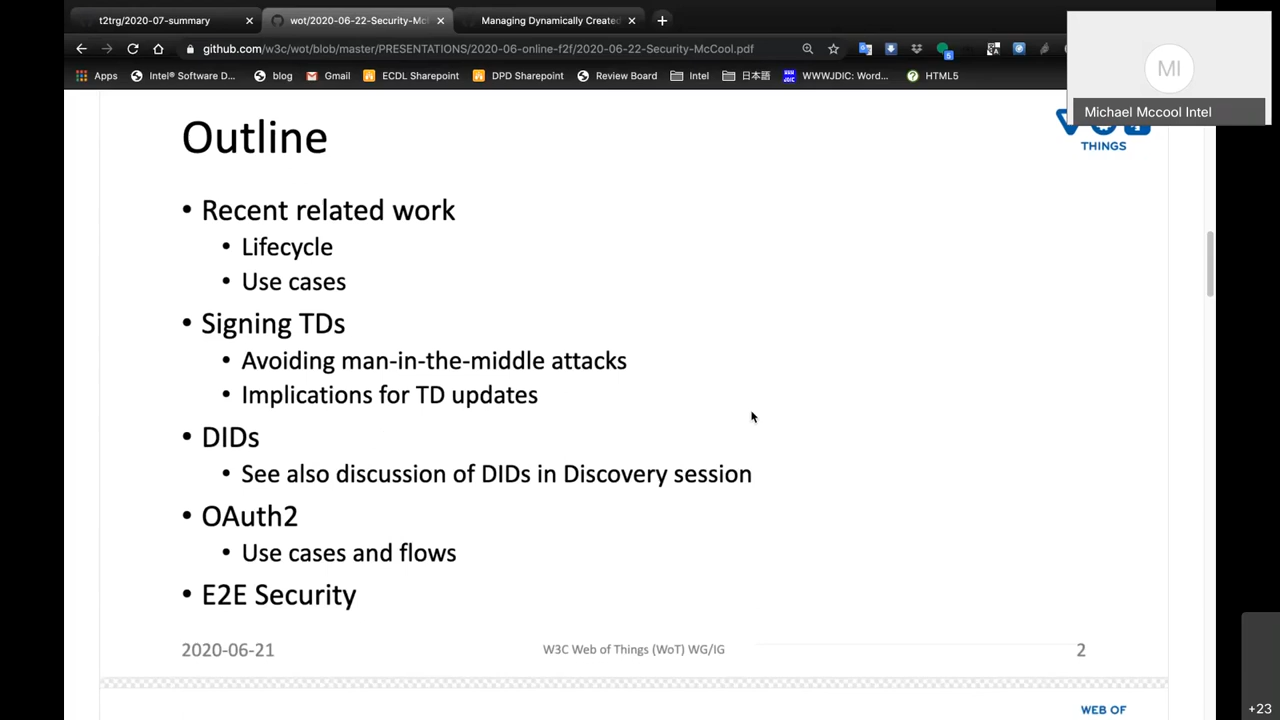 t2trg/2020-07-summary
wot/2020-06-22-Security-Mc
Managing Dynamically Created
github.com/w3c/wot/blob/master/PRESENTATIONS/2020-06-online-f2f/2020-06-22-Security-McCool.pdf
Apps
Intel® Software D...
blog
Gmail
ECDL Sharepoint
DPD Sharepoint
Review Board
Intel
日本語
WWWJDIC: Wor...
HTML5
MI
Michael Mccool Intel
THINGS
Outline
• Recent related work
• Lifecycle
• Use cases
• Signing TDs
• Avoiding man-in-the-middle attacks
• Implications for TD updates
• DIDs
• See also discussion of DIDs in Discovery session
• OAuth2
• Use cases and flows
• E2E Security
2020-06-21
W3C Web of Things (WoT) WG/IG
2
WEB OF
+23